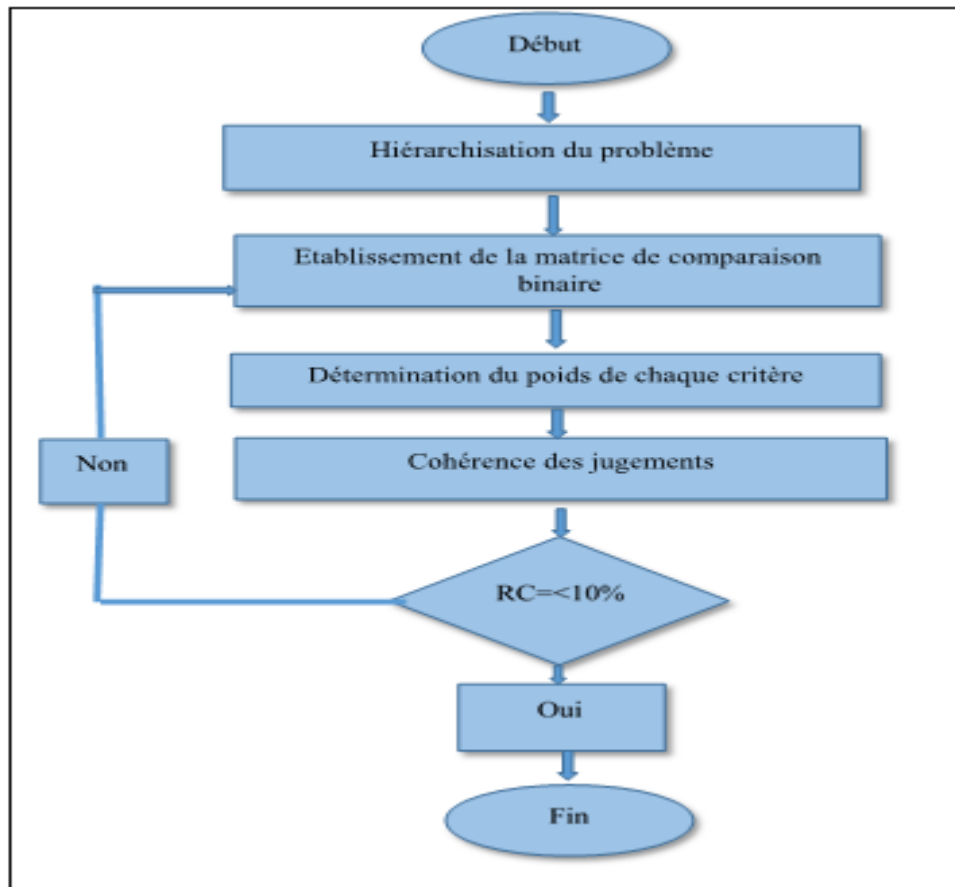 Début
Hiérarchisation du problème
Etablissement de la matrice de comparaison
binaire
Détermination du poids de chaque critère
Cohérence des jugements
Non
RC=<10%
Oui
Fin